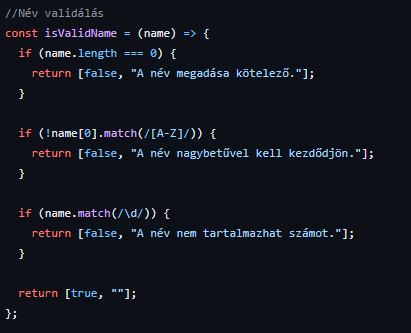 //Név validálás
const isValidName = (name) => {
  if (name.length === 0) {
    return [false, "A név megadása kötelező."];
  }

  if (!name[0].match(/[A-Z]/)) {
    return [false, "A név nagybetűvel kell kezdődjön."];
  }

  if (name.match(/\d/)) {
    return [false, "A név nem tartalmazhat számot."];
  }

  return [true, ""];
};